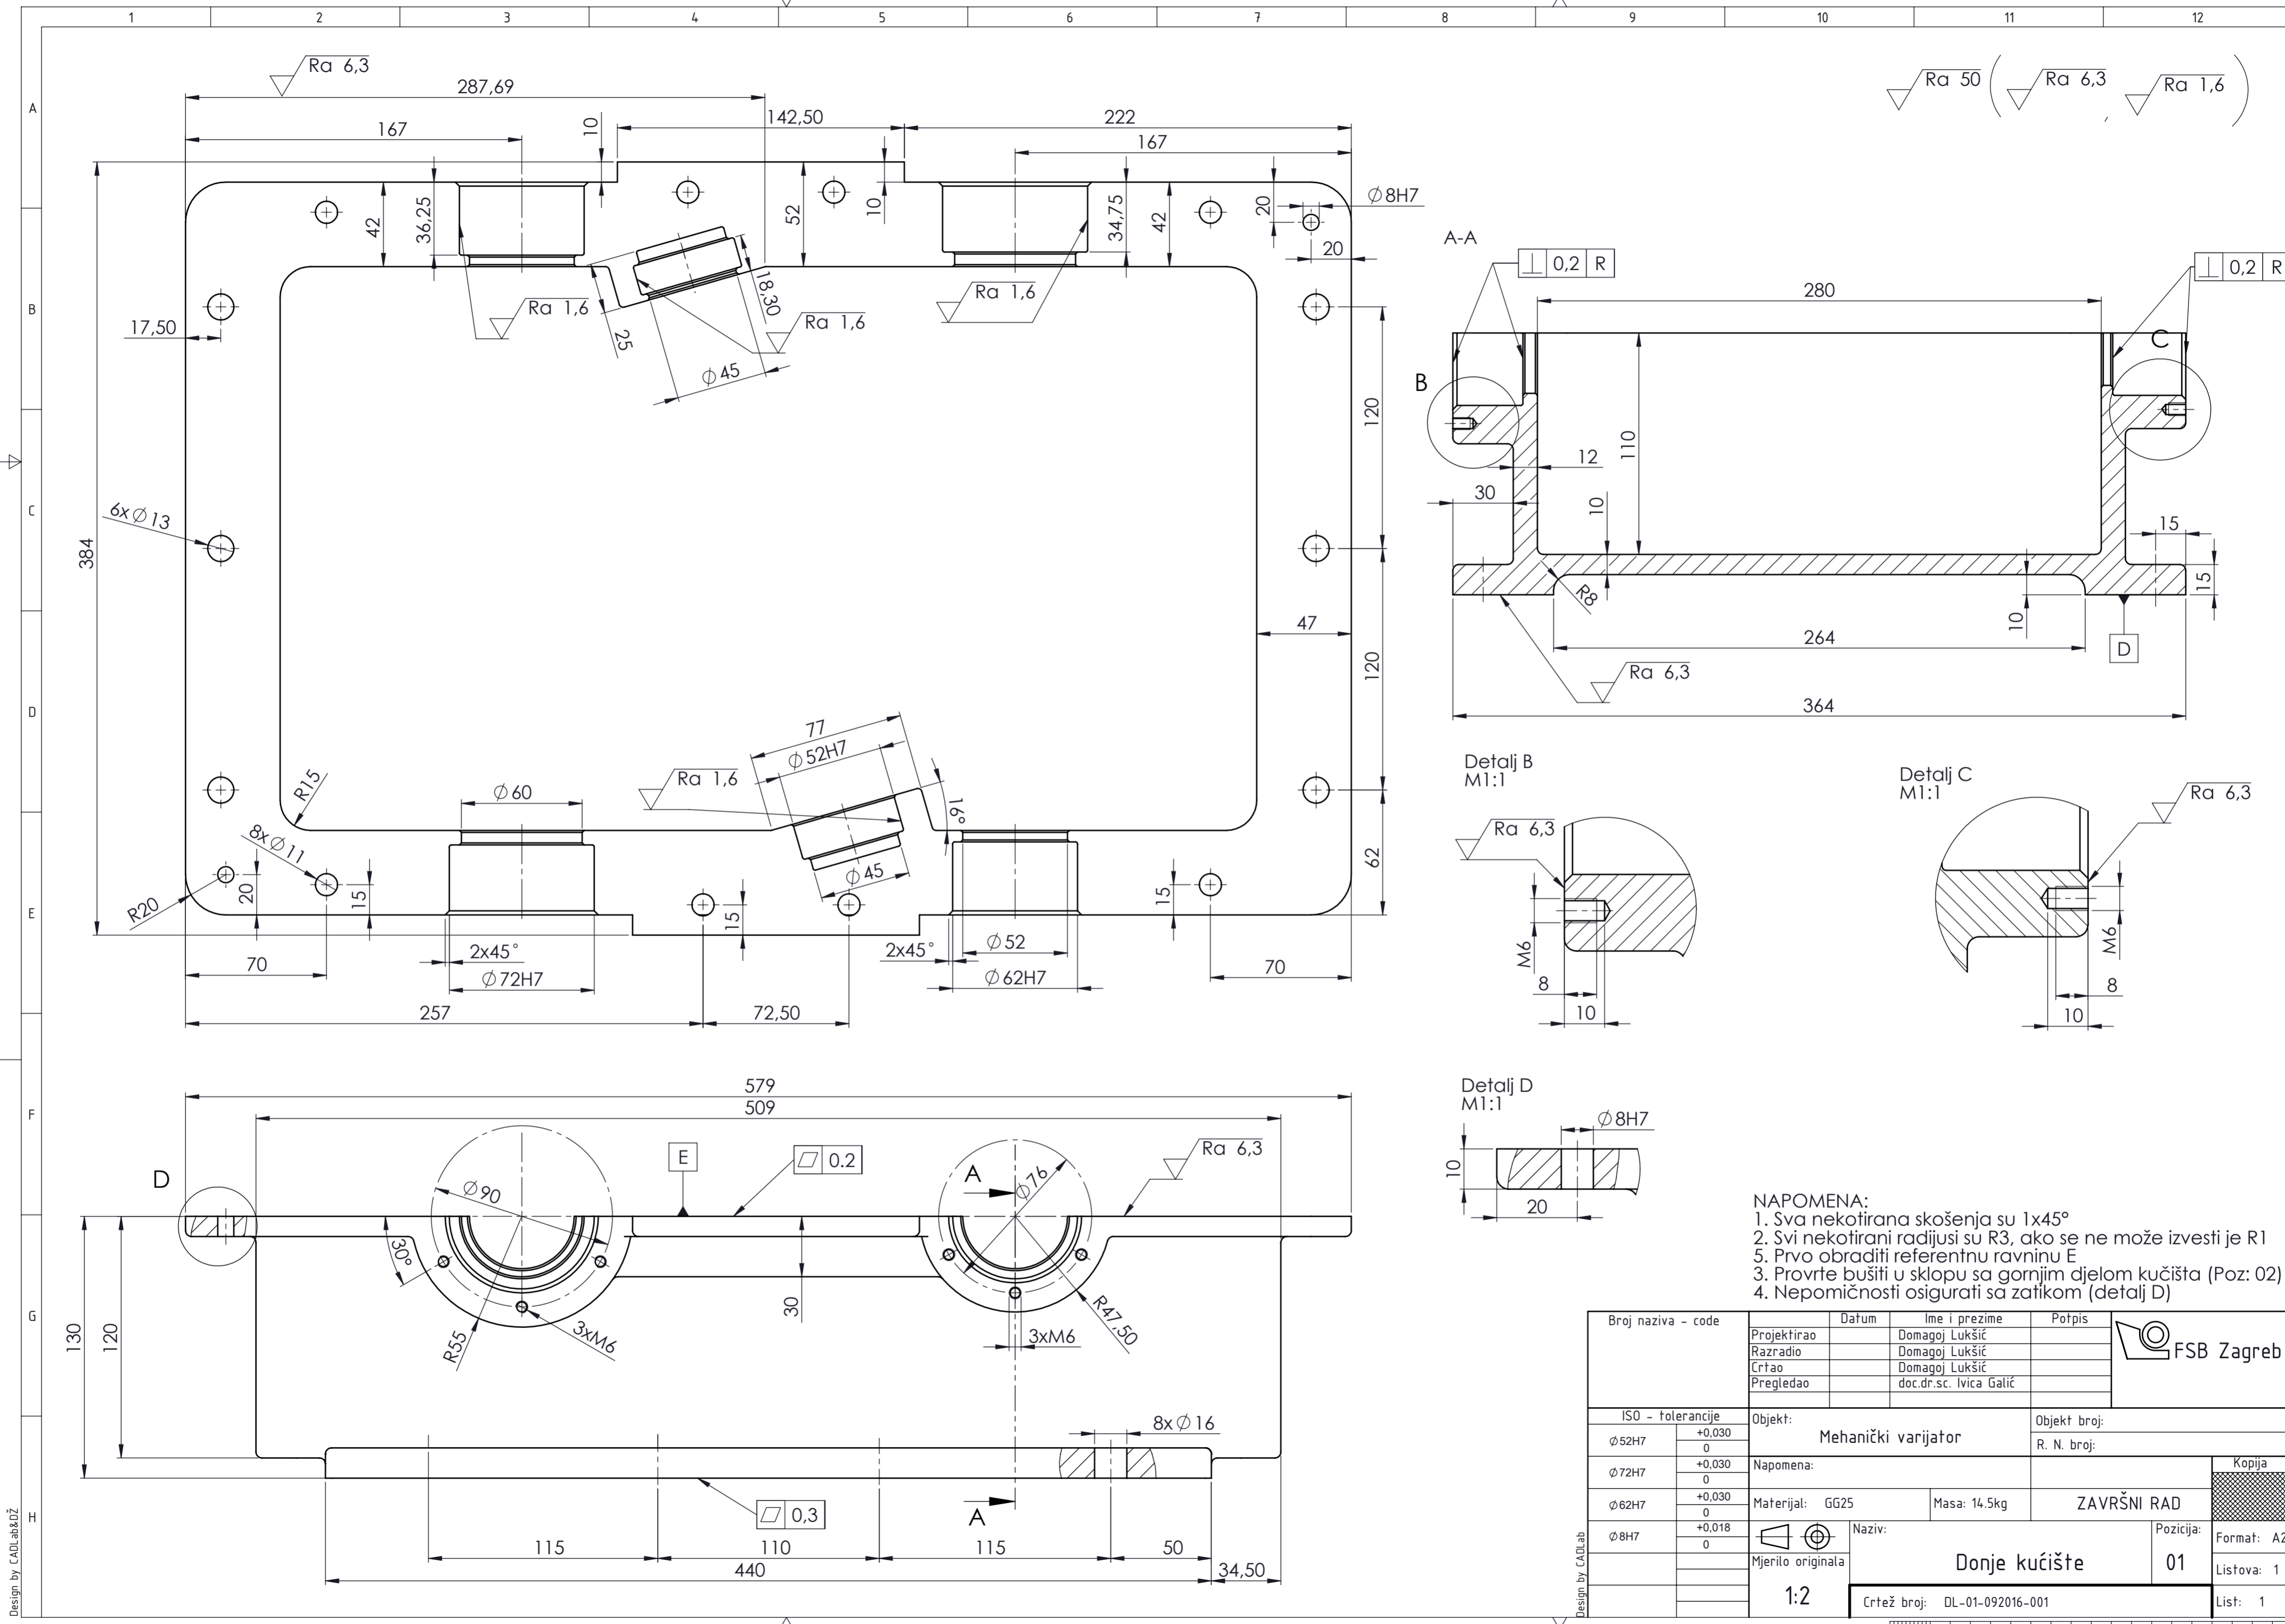 1 2 3 4 5 6 7 8 9 10 11 12
A
B
C
D
E
F
G
H
Ra 6,3
287,69
167
10
142,50
222
167
384
42
36,25
52
10
34,75
42
20
Ø8H7
20
17,50
Ra 1,6
25
18,30
Ra 1,6
Ø45
Ra 1,6
120
6xØ13
47
120
77
Ø52H7
Ra 1,6
16°
R15
Ø60
8xØ11
Ø45
62
R20
20
15
15
15
70
2x45°
Ø72H7
2x45°
Ø52
Ø62H7
70
257
72,50
Ra 50
Ra 6,3
,
Ra 1,6
A-A
0,2 R
0,2 R
280
B
C
110
12
30
10
15
15
R8
10
264
D
Ra 6,3
364
Detalj B
M1:1
Ra 6,3
M6
8
10
Detalj C
M1:1
Ra 6,3
M6
8
10
579
509
D
E
0.2
Ra 6,3
Ø90
A
Ø76
30°
130
120
R55
3xM6
30
3xM6
R47,50
8xØ16
0,3
A
115
110
115
50
440
34,50
Detalj D
M1:1
Ø8H7
10
20
NAPOMENA:
1. Sva nekotirana skošenja su 1x45°
2. Svi nekotirani radijusi su R3, ako se ne može izvesti je R1
5. Prvo obraditi referentnu ravninu E
3. Provrte bušiti u sklopu sa gornjim djelom kučišta (Poz: 02)
4. Nepomičnosti osigurati sa zatikom (detalj D)
Broj naziva - code
Datum Ime i prezime Potpis
Projektirao Domagoj Lukšić
Razradio Domagoj Lukšić
Crtao Domagoj Lukšić
Pregledao doc.dr.sc. Ivica Galić
FSB Zagreb
ISO - tolerancije
Ø52H7 +0,030
0
Ø72H7 +0,030
0
Ø62H7 +0,030
0
Ø8H7 +0,018
0
Objekt:
Mehanički varijator
Objekt broj:
R. N. broj:
Napomena:
Kopija
Materijal: GG25
Masa: 14.5kg
ZAVRŠNI RAD
Naziv:
Donje kućište
Pozicija:
01
Format: A2
Listova: 1
List: 1
Mjerilo originala
1:2
Crtež broj: DL-01-092016-001
Design by CADLab
Design by CADLab&DŽ